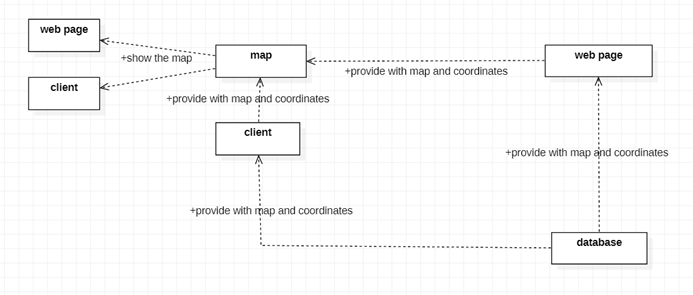 web page
map
web page
+show the map
+provide with map and coordinates
client
+provide with map and coordinates
client
+provide with map and coordinates
+provide with map and coordinates
database